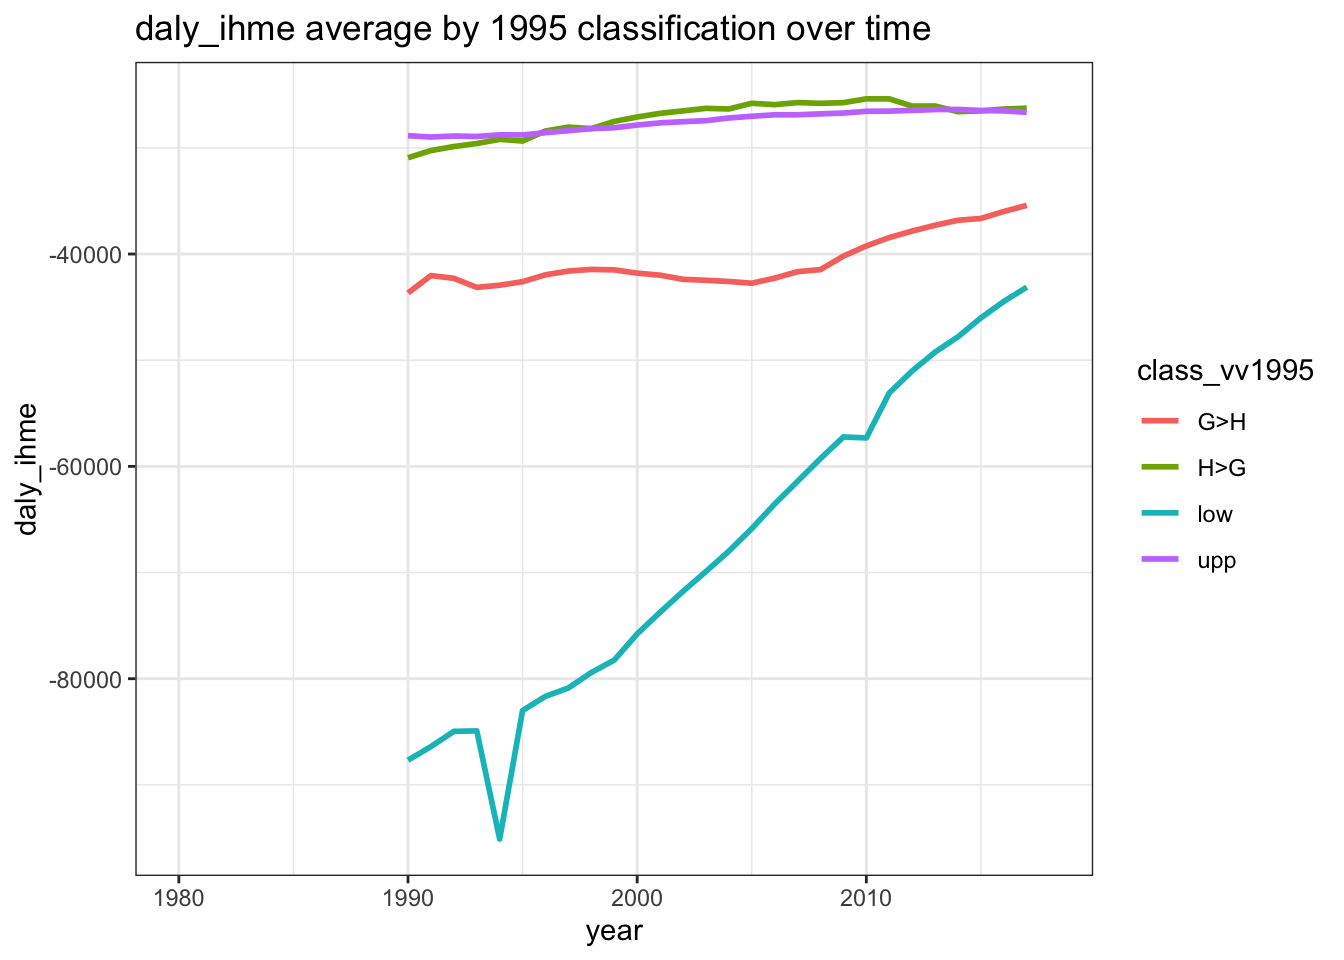 daly_ihme average by 1995 classification over time
-40000
-60000
-80000
daly_ihme
1980 1990 2000 2010
year
class_vv1995
G>H
H>G
low
upp